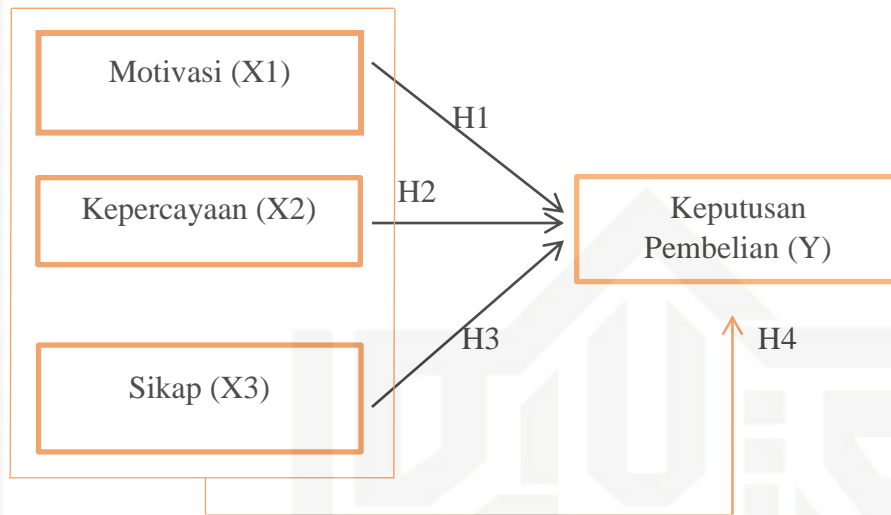 Motivasi (X1)
H1
Kepercayaan (X2)
H2
Keputusan
Pembelian (Y)
H3
H4
Sikap (X3)